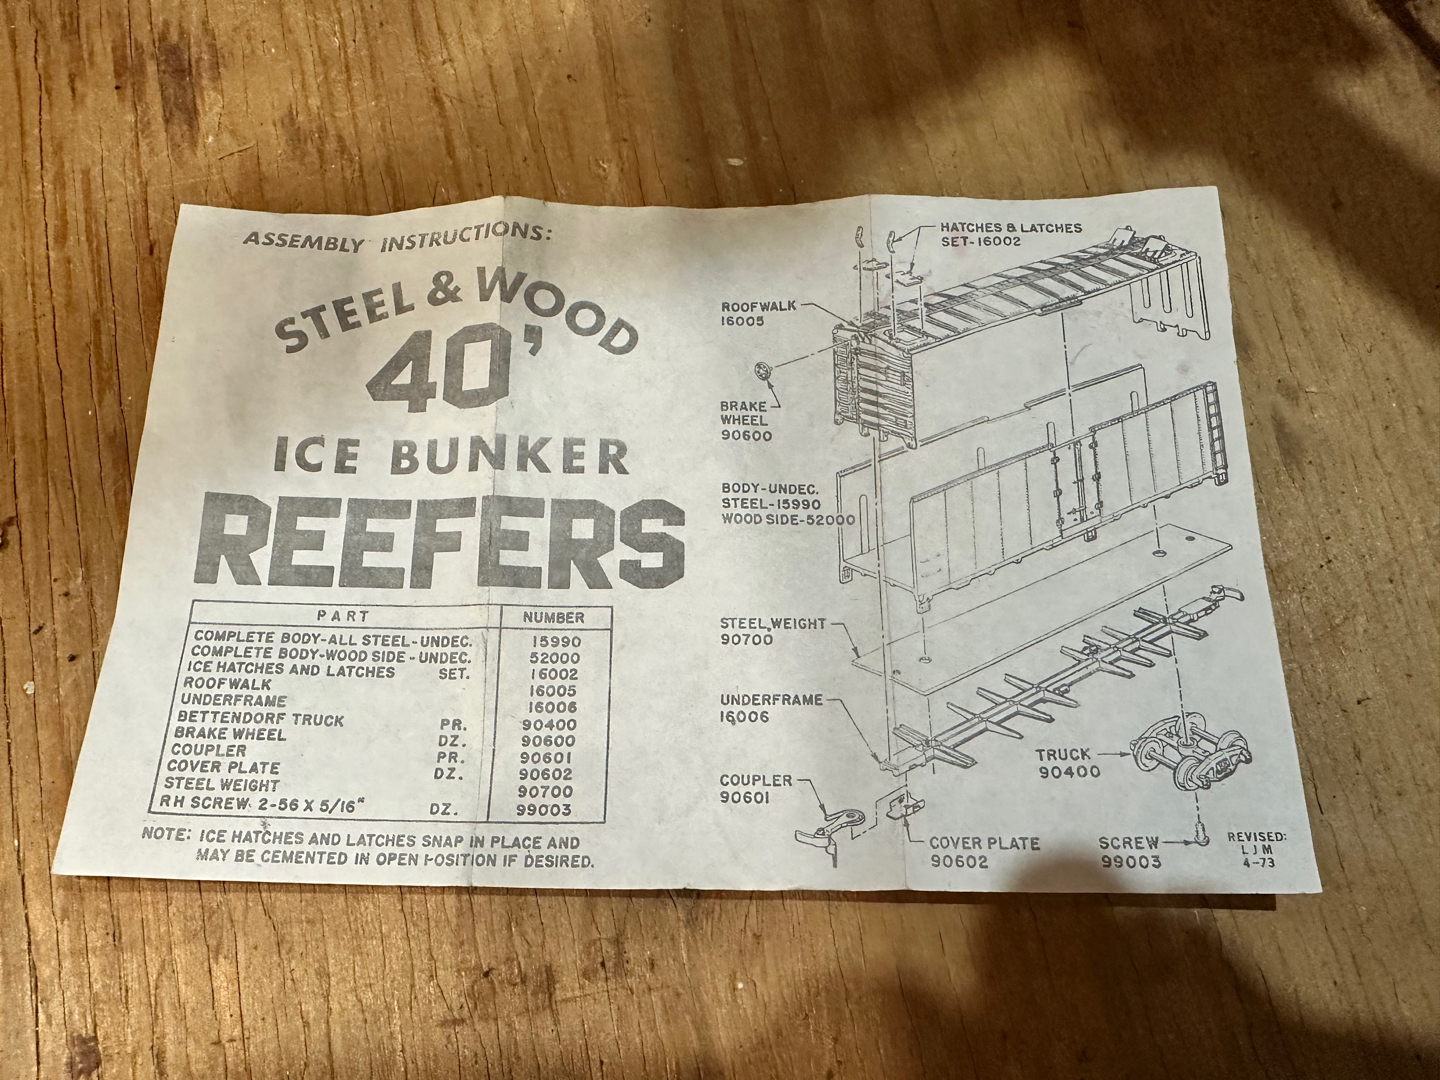 ASSEMBLY INSTRUCTIONS:
STEEL & WOOD
40'
ICE BUNKER
REEFERS
PART NUMBER
COMPLETE BODY-ALL STEEL-UNDEC. 15990
COMPLETE BODY-WOOD SIDE-UNDEC. 52000
ICE HATCHES AND LATCHES SET. 16002
ROOFWALK 16005
UNDERFRAME 16006
BETTENDORF TRUCK PR. 90400
BRAKE WHEEL DZ. 90600
COUPLER PR. 90601
COVER PLATE DZ. 90602
STEEL WEIGHT 90700
RH SCREW 2-56 X 5/16" DZ. 99003
NOTE: ICE HATCHES AND LATCHES SNAP IN PLACE AND
MAY BE CEMENTED IN OPEN POSITION IF DESIRED.
HATCHES & LATCHES
SET-16002
ROOFWALK
16005
BRAKE
WHEEL
90600
BODY-UNDEC.
STEEL-15990
WOOD SIDE-52000
STEEL WEIGHT
90700
UNDERFRAME
16006
TRUCK
90400
COUPLER
90601
COVER PLATE
90602
SCREW
99003
REVISED:
LJM
4-73